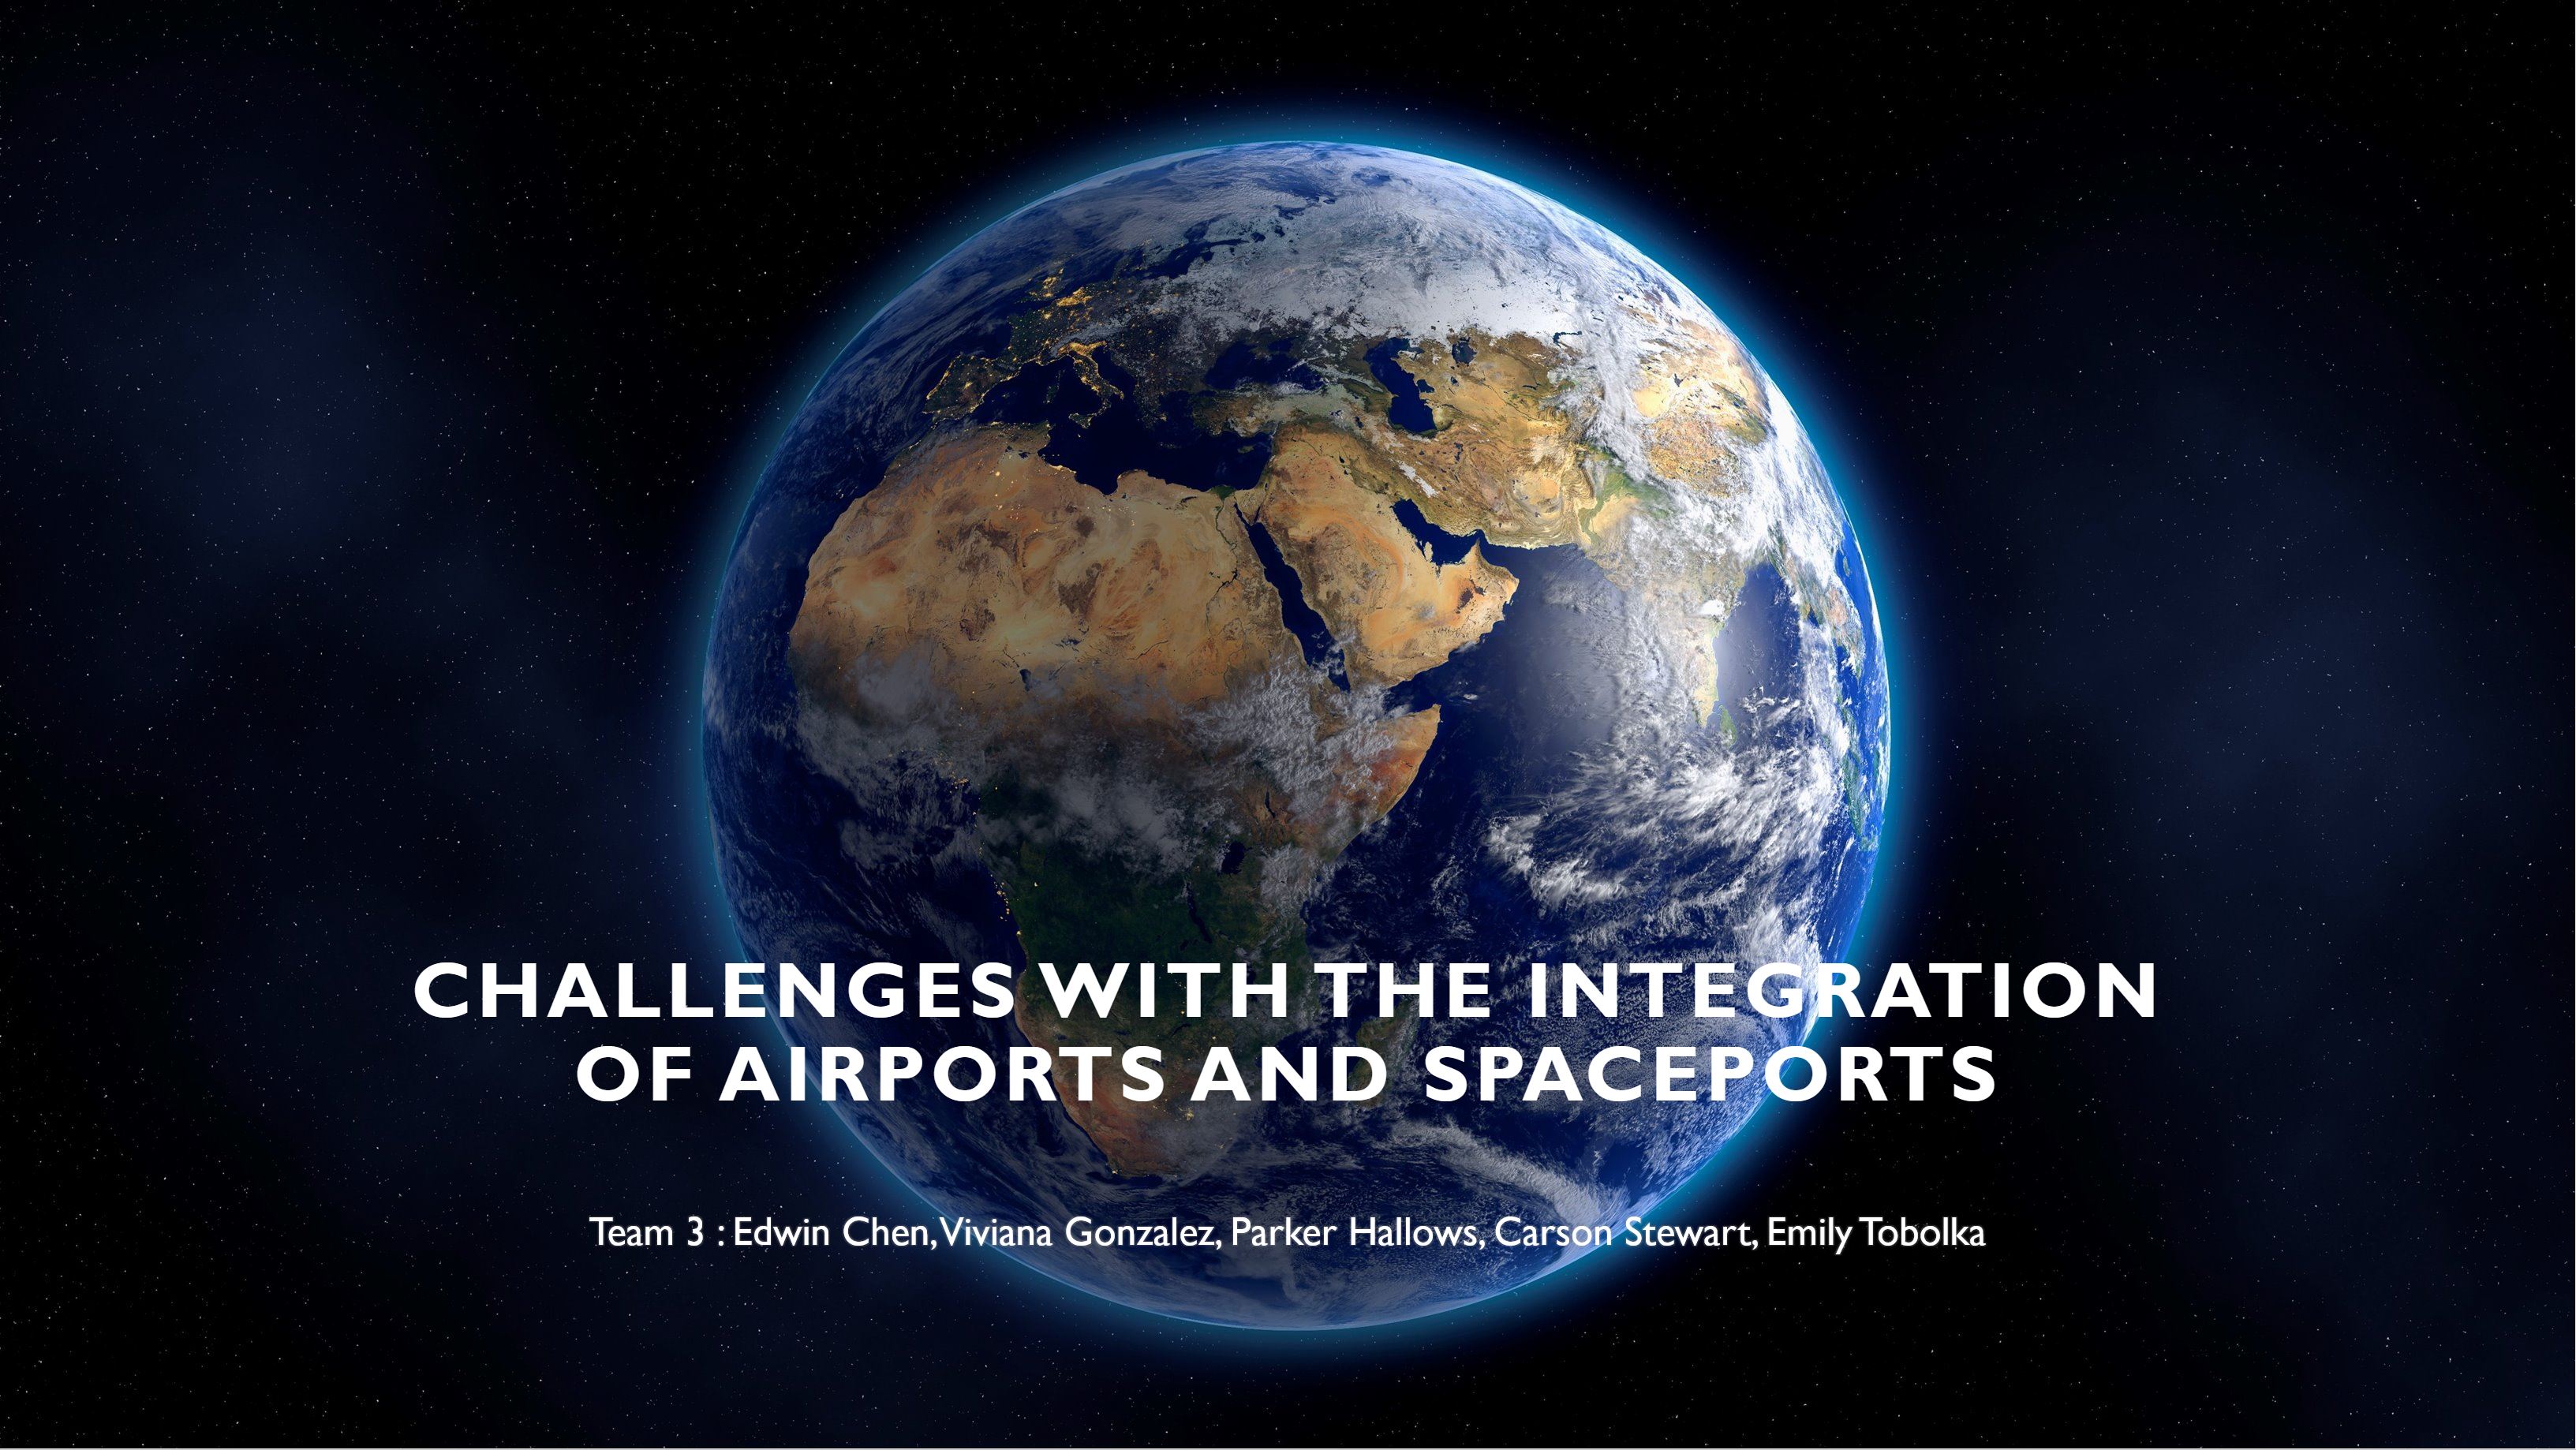 CHALLENGES WITH THE INTEGRATION
OF AIRPORTS AND SPACEPORTS
Team 3 : Edwin Chen, Viviana Gonzalez, Parker Hallows, Carson Stewart, Emily Tobolka